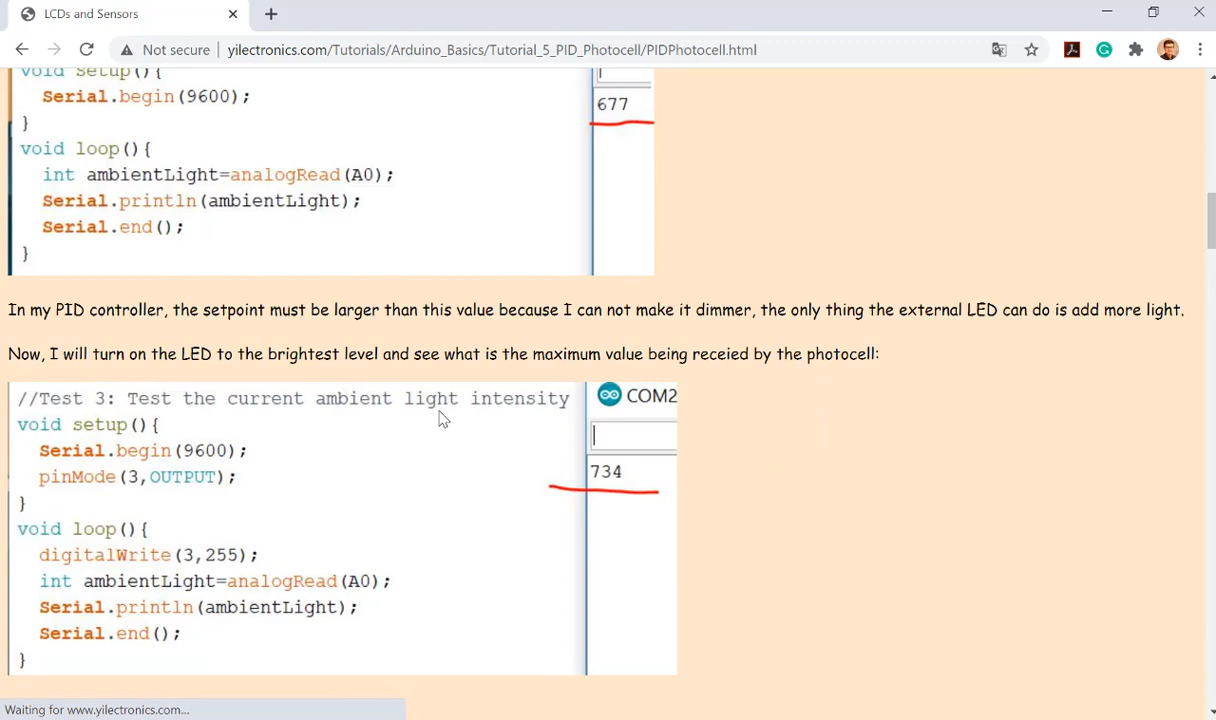 LCDs and Sensors
Not secure
yilectronics.com/Tutorials/Arduino_Basics/Tutorial_5_PID_Photocell/PIDPhotocell.html
void setup(){
Serial.begin(9600);
677
}
void loop(){
int ambientLight=analogRead(A0);
Serial.println(ambientLight);
Serial.end();
}
In my PID controller, the setpoint must be larger than this value because I can not make it dimmer, the only thing the external LED can do is add more light.
Now, I will turn on the LED to the brightest level and see what is the maximum value being receied by the photocell:
//Test 3: Test the current ambient light intensity
COM2
void setup(){
Serial.begin(9600);
734
pinMode(3,OUTPUT);
}
void loop(){
digitalWrite(3,255);
int ambientLight=analogRead(A0);
Serial.println(ambientLight);
Serial.end();
}
Waiting for www.yilectronics.com...